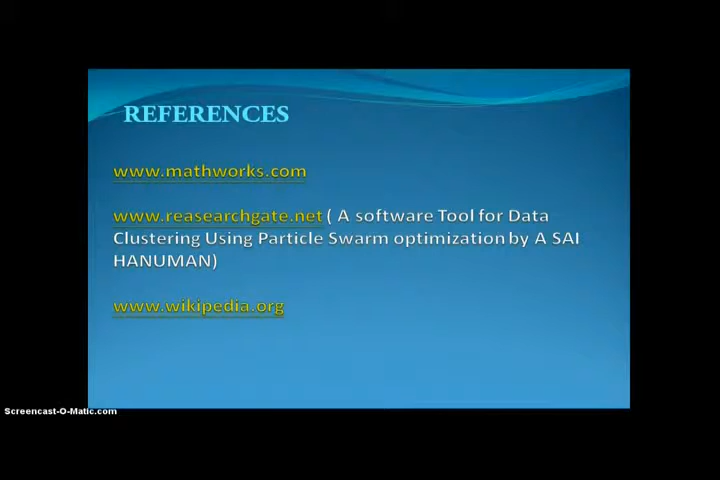 REFERENCES
www.mathworks.com
www.reasearchgate.net ( A software Tool for Data
Clustering Using Particle Swarm optimization by A SAI
HANUMAN)
www.wikipedia.org
Screencast-O-Matic.com